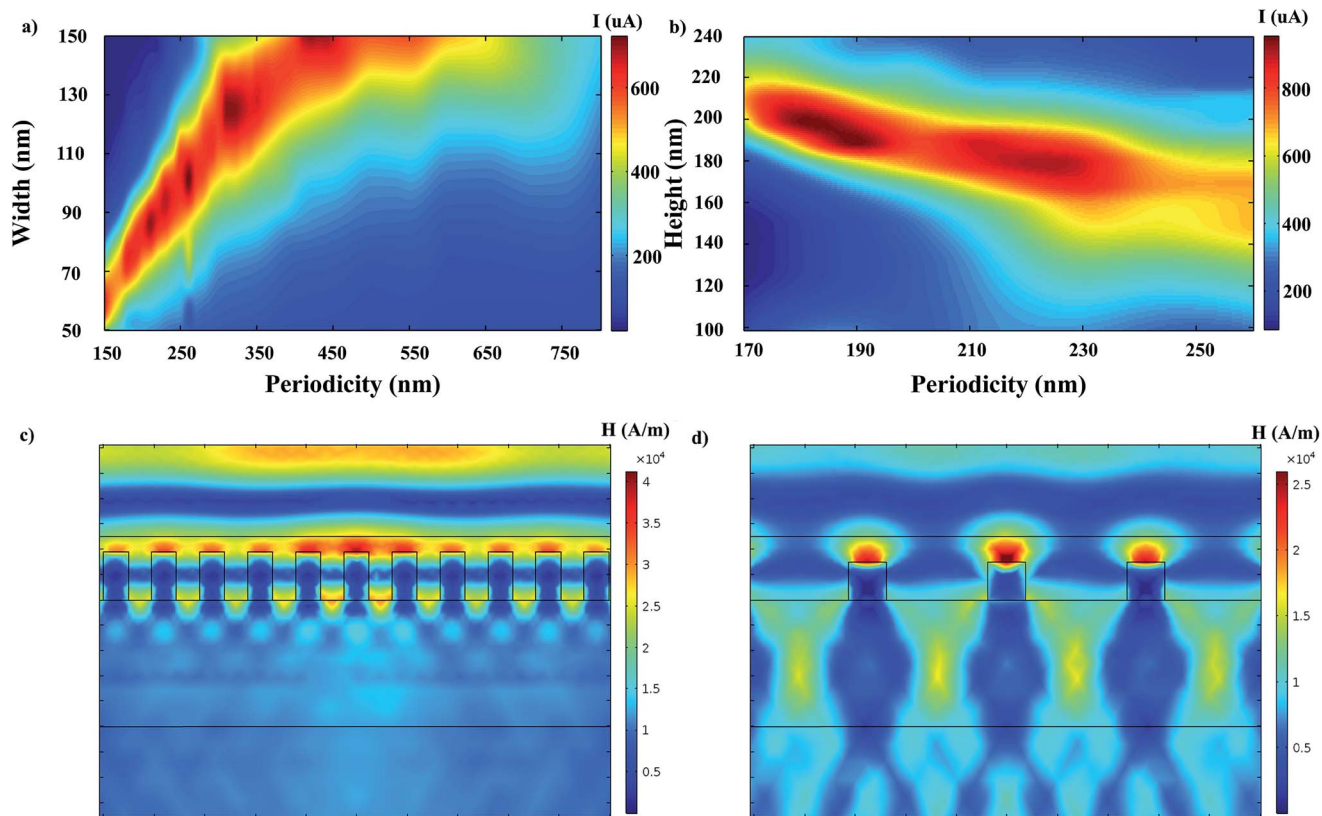 a)
I (uA)
150
130
110
90
70
50
Width (nm)
150 250 350 450 550 650 750
Periodicity (nm)
600
400
200
b)
I (uA)
240
220
200
180
160
140
120
100
Height (nm)
170 190 210 230 250
Periodicity (nm)
800
600
400
200
c)
H (A/m)
×10⁴
4
3.5
3
2.5
2
1.5
1
0.5
d)
H (A/m)
×10⁴
2.5
2
1.5
1
0.5